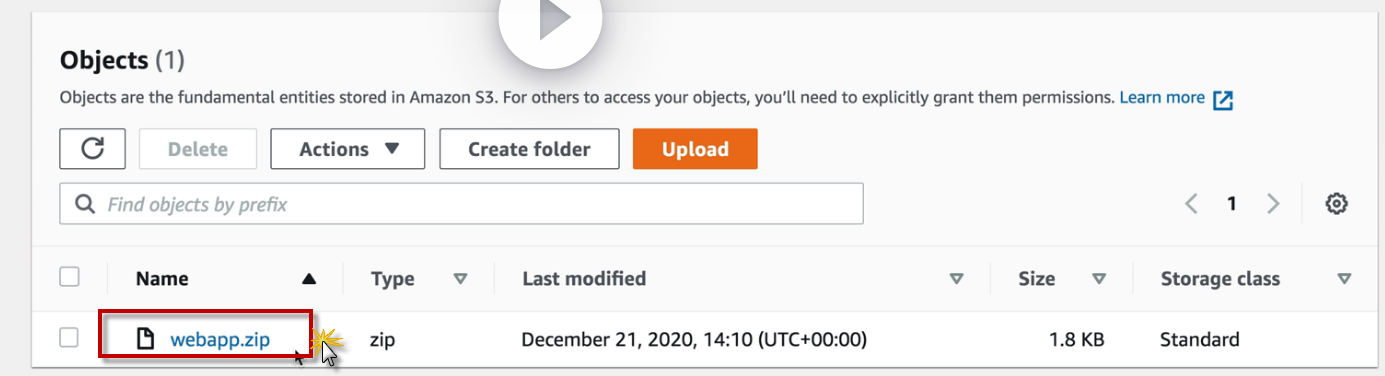 Objects (1)
Objects are the fundamental entities stored in Amazon S3. For others to access your objects, you'll need to explicitly grant them permissions. Learn more
Delete Actions Create folder Upload
Find objects by prefix 1
Name Type Last modified Size Storage class
webapp.zip zip December 21, 2020, 14:10 (UTC+00:00) 1.8 KB Standard